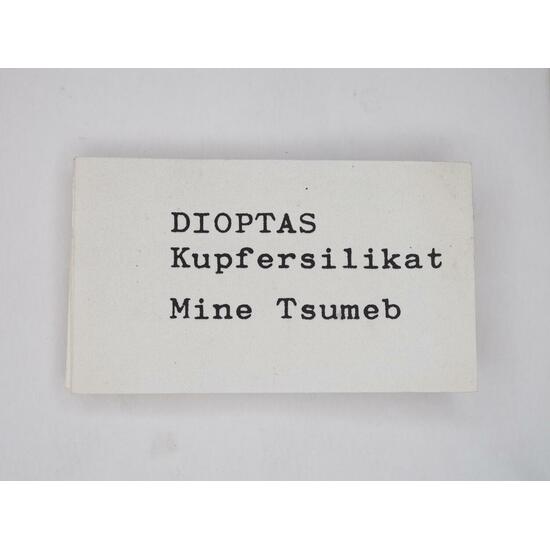 DIOPTAS
Kupfersilikat
Mine Tsumeb